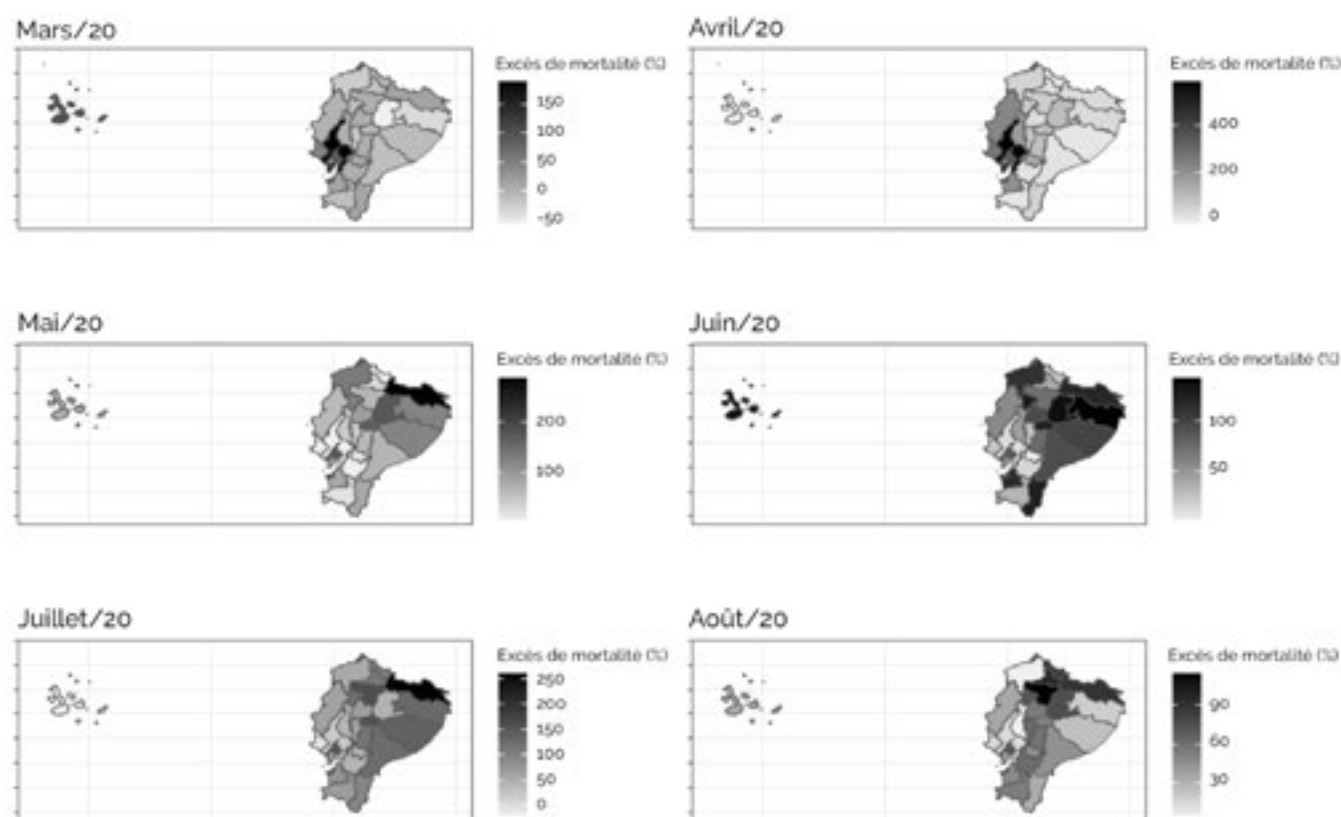 Mars/20
Excès de mortalité (%)
150
100
50
0
-50
Avril/20
Excès de mortalité (%)
400
200
0
Mai/20
Excès de mortalité (%)
200
100
Juin/20
Excès de mortalité (%)
100
50
Juillet/20
Excès de mortalité (%)
250
200
150
100
50
0
Août/20
Excès de mortalité (%)
90
60
30